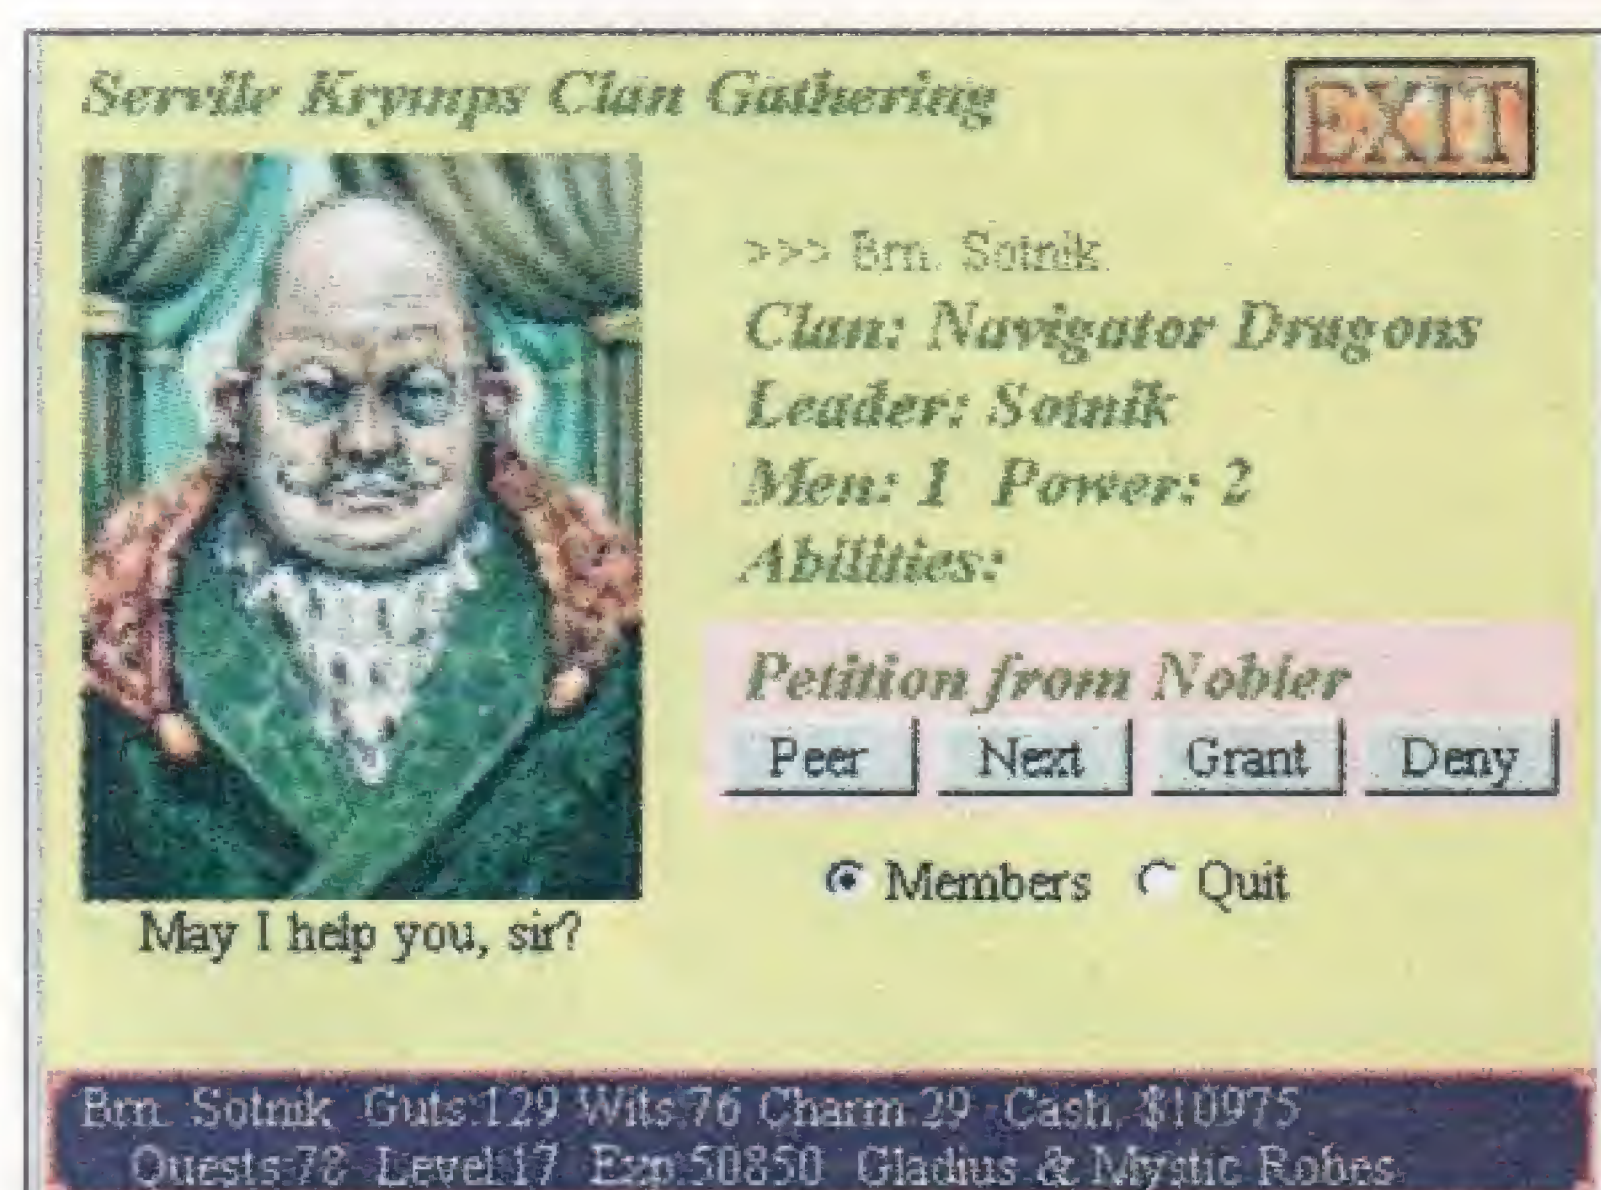 Servile Krymps Clan Gathering
EXIT
>>> Brn. Sotnik
Clan: Navigator Dragons
Leader: Sotnik
Men: 1 Power: 2
Abilities:
Petition from Nobler
Peer Next Grant Deny
Members Quit
May I help you, sir?
Brn. Sotnik Guts:129 Wits:76 Charm:29 Cash: $10975
Quests:78 Level:17 Exp:50850 Gladius & Mystic Robes